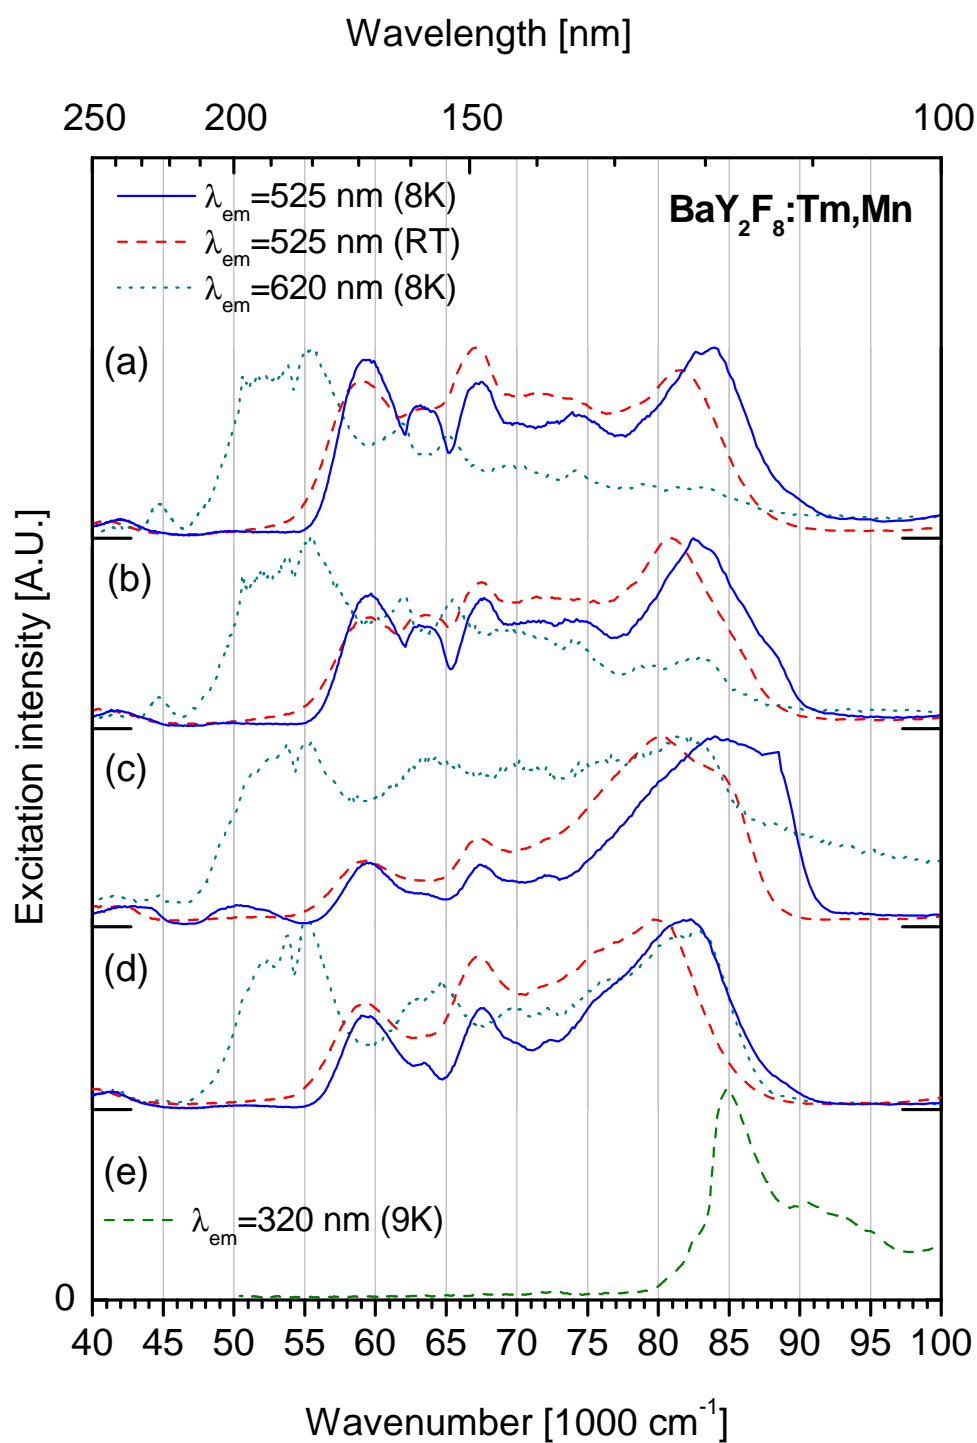 Wavelength [nm]
250 200 150 100
λem=525 nm (8K)
BaY2F8:Tm,Mn
λem=525 nm (RT)
λem=620 nm (8K)
(a)
(b)
(c)
(d)
(e)
λem=320 nm (9K)
Excitation intensity [A.U.]
0
40 45 50 55 60 65 70 75 80 85 90 95 100
Wavenumber [1000 cm-1]